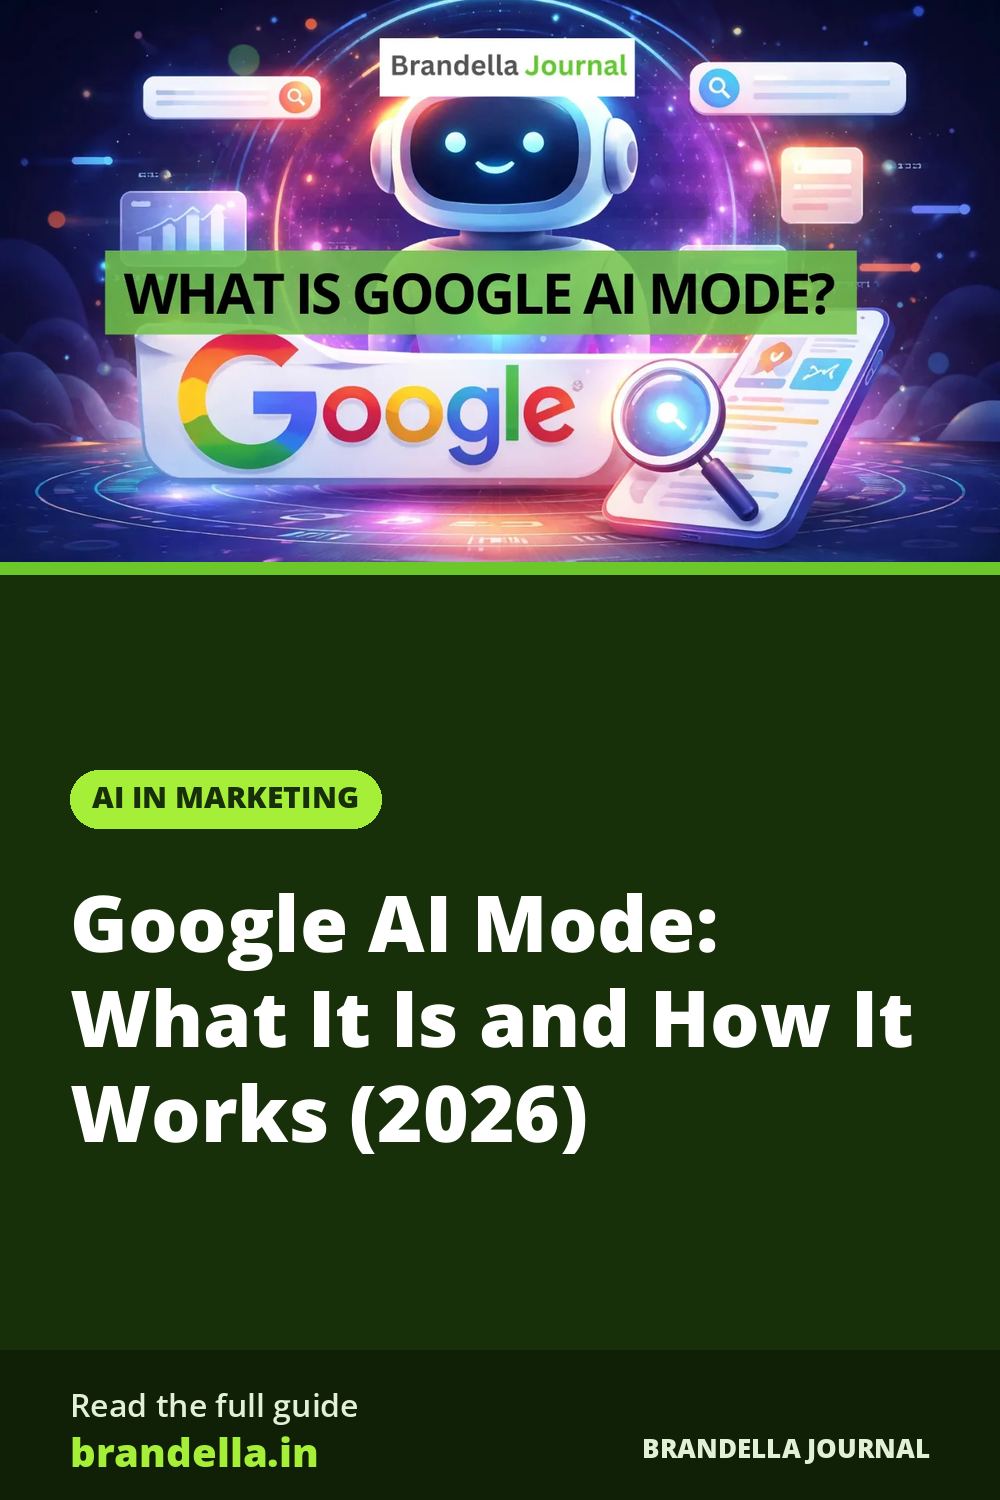 Brandella Journal
WHAT IS GOOGLE AI MODE?
Google
AI IN MARKETING
Google AI Mode:
What It Is and How It
Works (2026)
Read the full guide
brandella.in
BRANDELLA JOURNAL